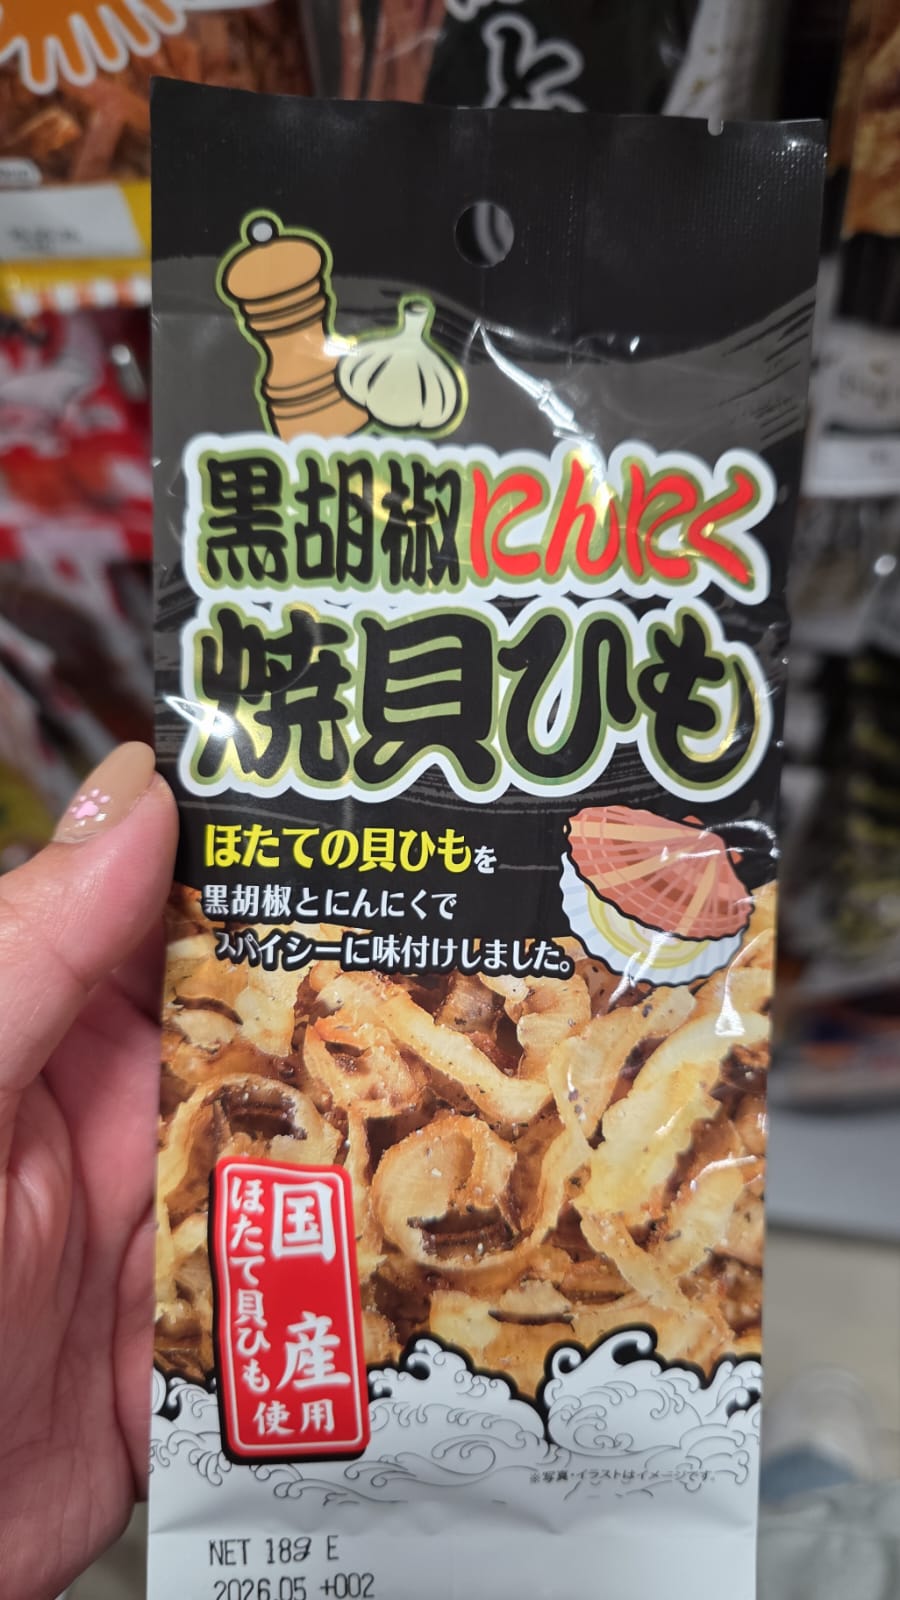 黒胡椒にんにく
焼貝ひも
ほたての貝ひもを
黒胡椒とにんにくで
スパイシーに味付けしました。
国産
ほたて貝ひも
使用
※写真・イラストはイメージです。
NET 18g E
2026.05 +002